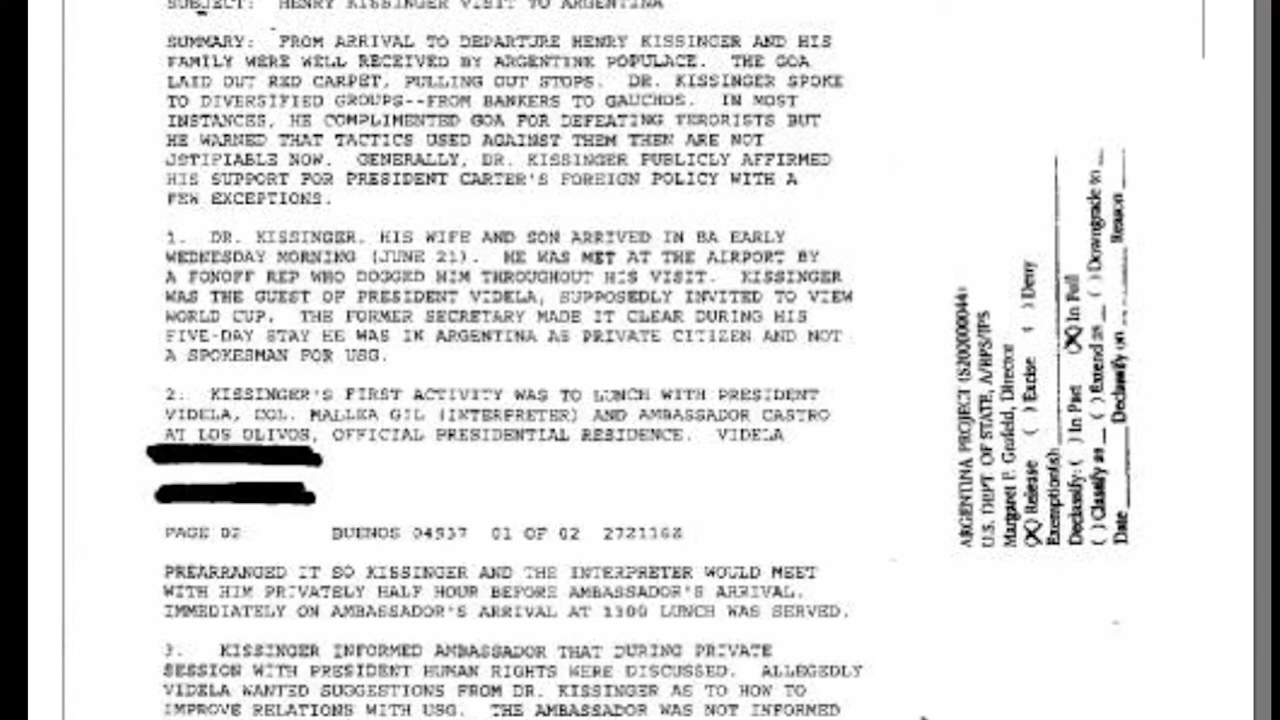 SUBJECT: HENRY KISSINGER VISIT TO ARGENTINA
SUMMARY: FROM ARRIVAL TO DEPARTURE HENRY KISSINGER AND HIS
FAMILY WERE WELL RECEIVED BY ARGENTINE POPULACE. THE GOA
LAID OUT RED CARPET, PULLING OUT STOPS. DR. KISSINGER SPOKE
TO DIVERSIFIED GROUPS--FROM BANKERS TO GAUCHOS. IN MOST
INSTANCES, HE COMPLIMENTED GOA FOR DEFEATING TERORISTS BUT
HE WARNED THAT TACTICS USED AGAINST THEM THEN ARE NOT
JSTIFIABLE NOW. GENERALLY, DR. KISSINGER PUBLICLY AFFIRMED
HIS SUPPORT FOR PRESIDENT CARTER'S FOREIGN POLICY WITH A
FEW EXCEPTIONS.
1. DR. KISSINGER, HIS WIFE AND SON ARRIVED IN BA EARLY
WEDNESDAY MORNING (JUNE 21). HE WAS MET AT THE AIRPORT BY
A FONOFF REP WHO DOGGED HIM THROUGHOUT HIS VISIT. KISSINGER
WAS THE GUEST OF PRESIDENT VIDELA, SUPPOSEDLY INVITED TO VIEW
WORLD CUP. THE FORMER SECRETARY MADE IT CLEAR DURING HIS
FIVE-DAY STAY HE WAS IN ARGENTINA AS PRIVATE CITIZEN AND NOT
A SPOKESMAN FOR USG.
2. KISSINGER'S FIRST ACTIVITY WAS TO LUNCH WITH PRESIDENT
VIDELA, COL. MALLEA GIL (INTERPRETER) AND AMBASSADOR CASTRO
AT LOS OLIVOS, OFFICIAL PRESIDENTIAL RESIDENCE. VIDELA
PAGE 02 BUENOS 04937 01 OF 02 272116Z
PREARRANGED IT SO KISSINGER AND THE INTERPRETER WOULD MEET
WITH HIM PRIVATELY HALF HOUR BEFORE AMBASSADOR'S ARRIVAL.
IMMEDIATELY ON AMBASSADOR'S ARRIVAL AT 1300 LUNCH WAS SERVED.
3. KISSINGER INFORMED AMBASSADOR THAT DURING PRIVATE
SESSION WITH PRESIDENT HUMAN RIGHTS WERE DISCUSSED. ALLEGEDLY
VIDELA WANTED SUGGESTIONS FROM DR. KISSINGER AS TO HOW TO
IMPROVE RELATIONS WITH USG. THE AMBASSADOR WAS NOT INFORMED
ARGENTINA PROJECT (S200000044)
U.S. DEPT. OF STATE, A/RPS/IPS
Margaret P. Grafeld, Director
(X) Release ( ) Excise ( ) Deny
Exemption(s):
Declassify: ( ) In Part (X) In Full
( ) Classify as ( ) Extend as ( ) Downgrade to
Date Declassify on Reason